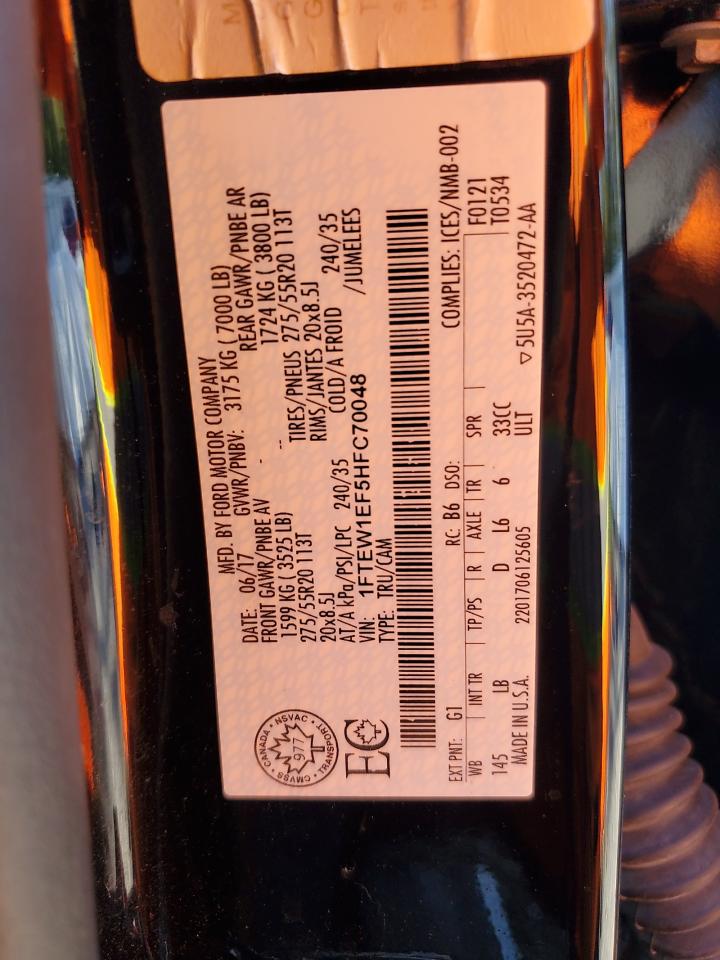 MFD. BY FORD MOTOR COMPANY
DATE: 06/17 GVWR/PNBV: 3175 KG ( 7000 LB)
FRONT GAWR/PNBE AV - REAR GAWR/PNBE AR
1599 KG ( 3525 LB) -- 1724 KG ( 3800 LB)
275/55R20 113T TIRES/PNEUS 275/55R20 113T
20x8.5J RIMS/JANTES 20x8.5J
AT/A kPa/PSI/LPC 240/35 COLD/A FROID 240/35
VIN: 1FTEW1EF5HFC70048 /JUMELEES
TYPE: TRU/CAM
CANADA • NSVAC • TRANSPORT • CMVSS •
977
EC
COMPLIES: ICES/NMB-002
EXT PNT: G1 RC: B6 DSO:
WB INT TR TP/PS R AXLE TR SPR F0121
145 LB D L6 6 33CC T0534
MADE IN U.S.A. 2201706125605 ULT ▽5U5A-3520472-AA